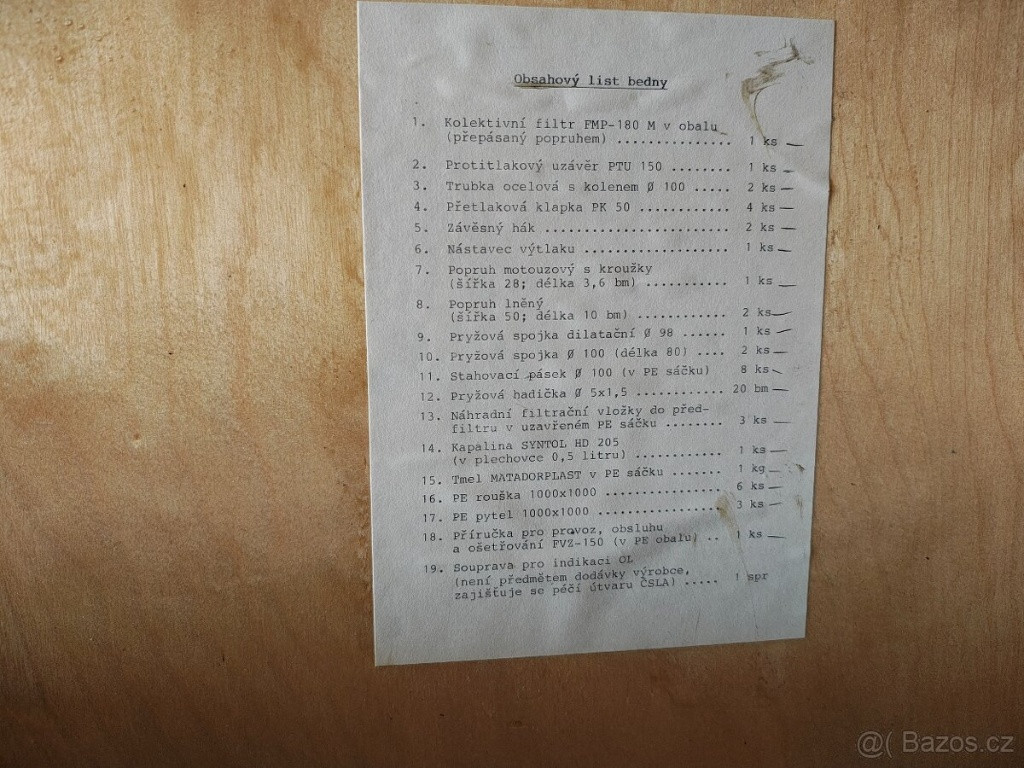 Obsahový list bedny
1. Kolektivní filtr FMP-180 M v obalu
(přepásaný popruhem) ............... 1 ks —
2. Protitlakový uzávěr PTU 150 ........ 1 ks —
3. Trubka ocelová s kolenem Ø 100 ..... 2 ks —
4. Přetlaková klapka PK 50 ............ 4 ks —
5. Závěsný hák ........................ 2 ks —
6. Nástavec výtlaku ................... 1 ks —
7. Popruh motouzový s kroužky
(šířka 28; délka 3,6 bm) ........... 1 ks —
8. Popruh lněný
(šířka 50; délka 10 bm) ............ 2 ks —
9. Pryžová spojka dilatační Ø 98 ...... 1 ks —
10. Pryžová spojka Ø 100 (délka 80) .... 2 ks —
11. Stahovací pásek Ø 100 (v PE sáčku) 8 ks —
12. Pryžová hadička Ø 5x1,5 ............ 20 bm —
13. Náhradní filtrační vložky do před-
filtru v uzavřeném PE sáčku ........ 3 ks —
14. Kapalina SYNTOL HD 205
(v plechovce 0,5 litru) ............ 1 ks —
15. Tmel MATADORPLAST v PE sáčku ....... 1 kg —
16. PE rouška 1000x1000 ................ 6 ks —
17. PE pytel 1000x1000 ................. 3 ks —
18. Příručka pro provoz, obsluhu
a ošetřování FVZ-150 (v PE obalu) .. 1 ks —
19. Souprava pro indikaci OL
(není předmětem dodávky výrobce,
zajišťuje se péčí útvaru ČSLA) ..... 1 spr
@( Bazos.cz